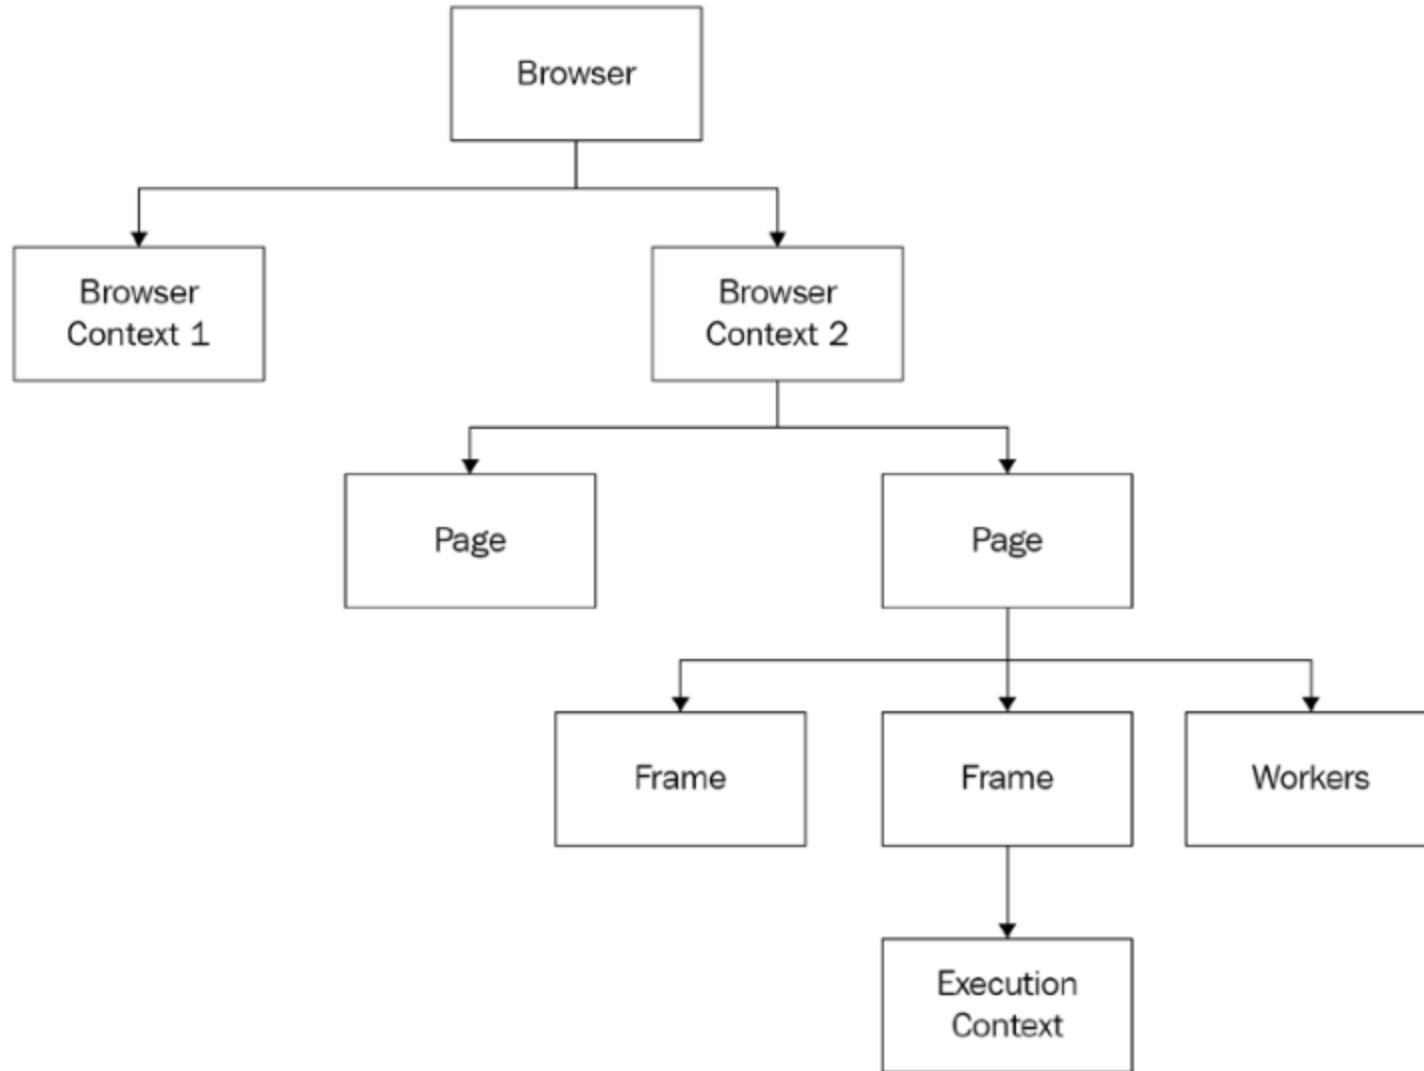 Browser
Browser
Context 1
Browser
Context 2
Page
Page
Frame
Frame
Workers
Execution
Context